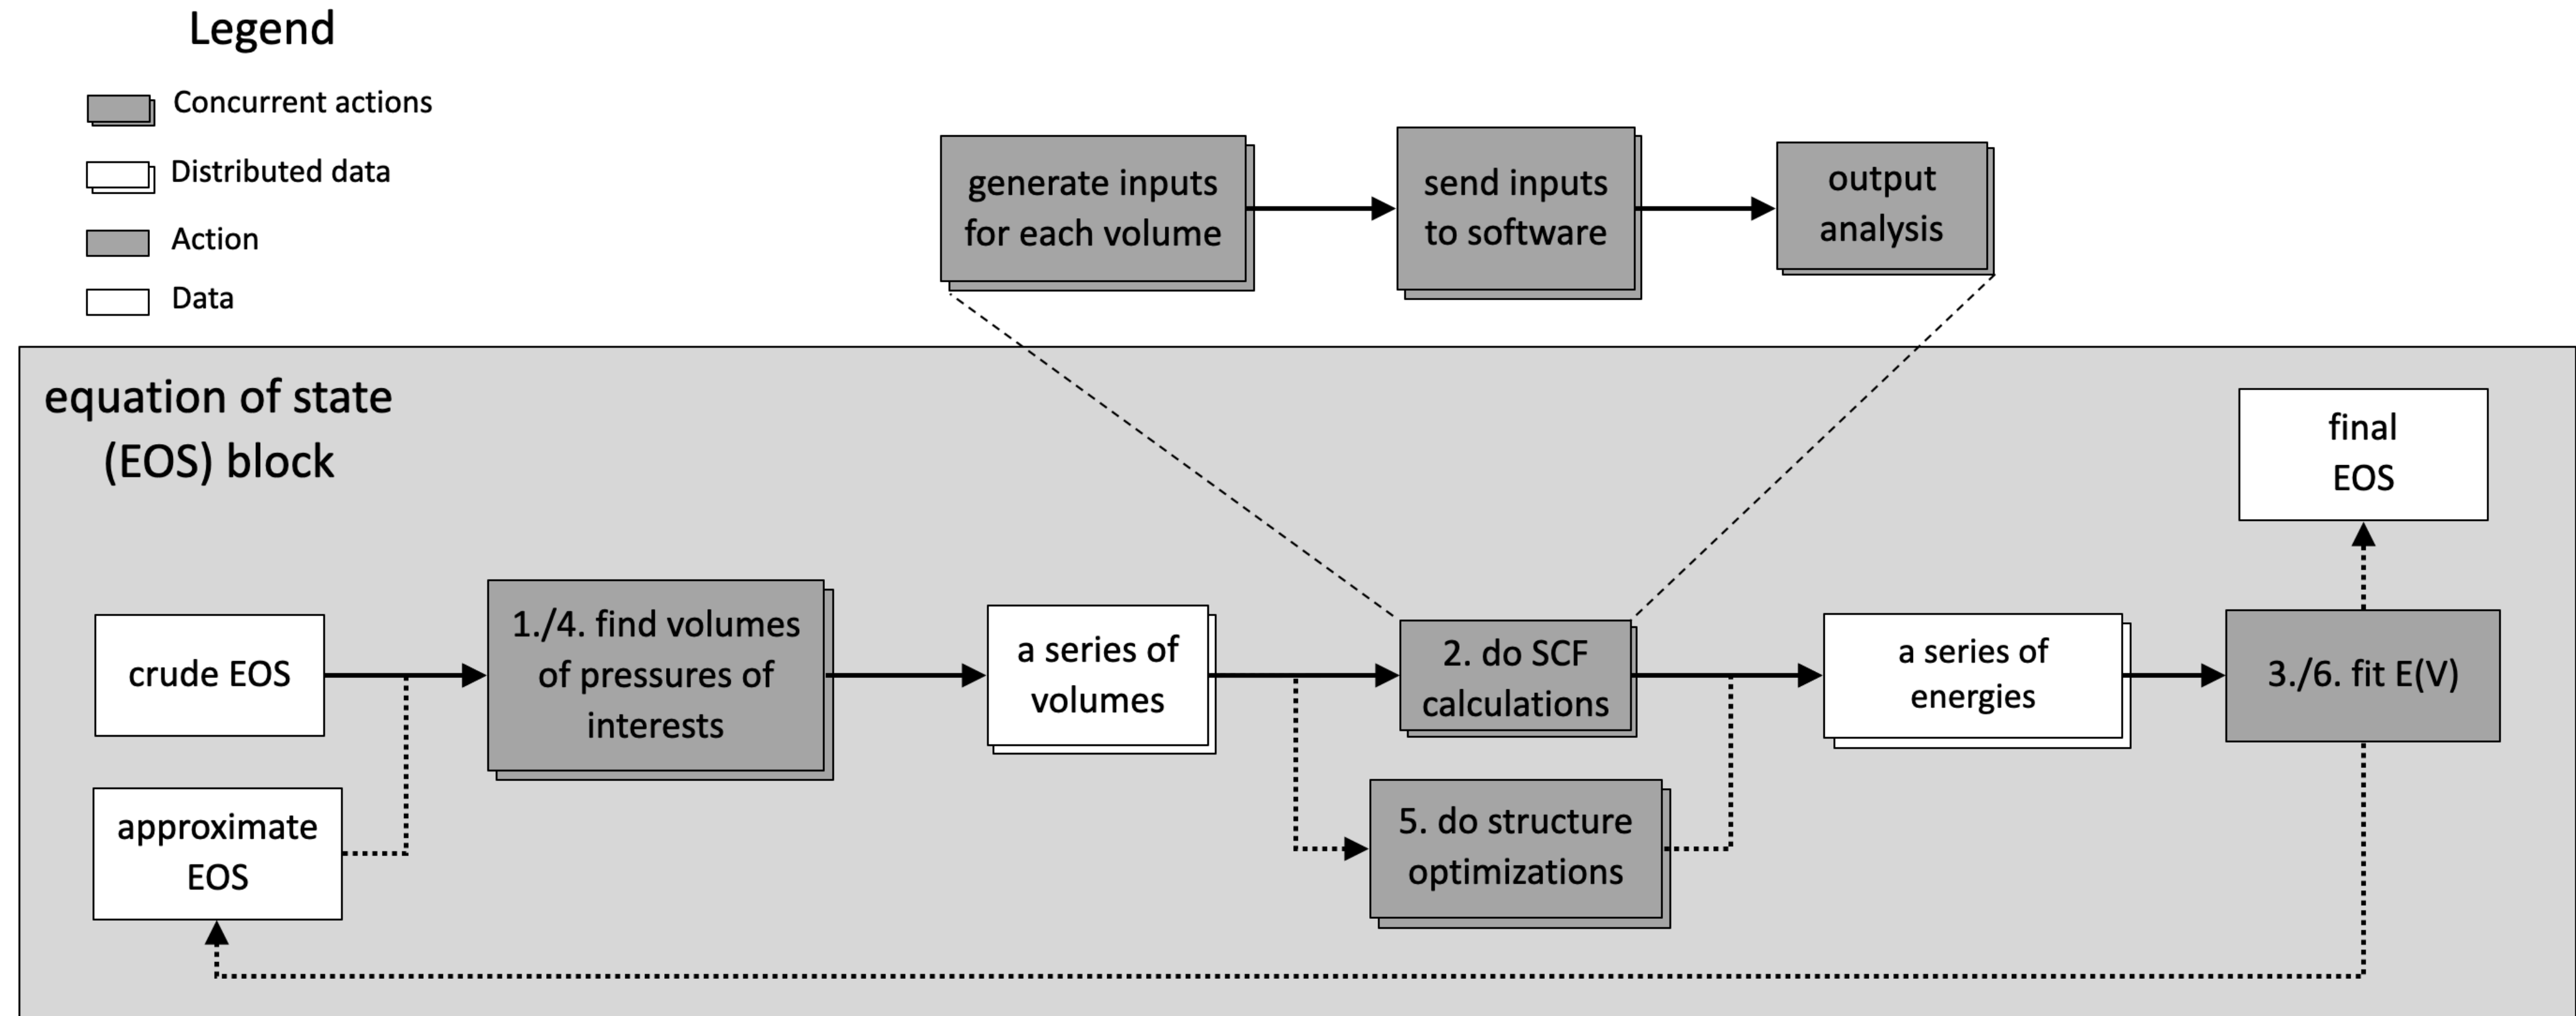 Legend
Concurrent actions
Distributed data
Action
Data
generate inputs
for each volume
send inputs
to software
output
analysis
equation of state
(EOS) block
final
EOS
crude EOS
1./4. find volumes
of pressures of
interests
a series of
volumes
2. do SCF
calculations
a series of
energies
3./6. fit E(V)
approximate
EOS
5. do structure
optimizations